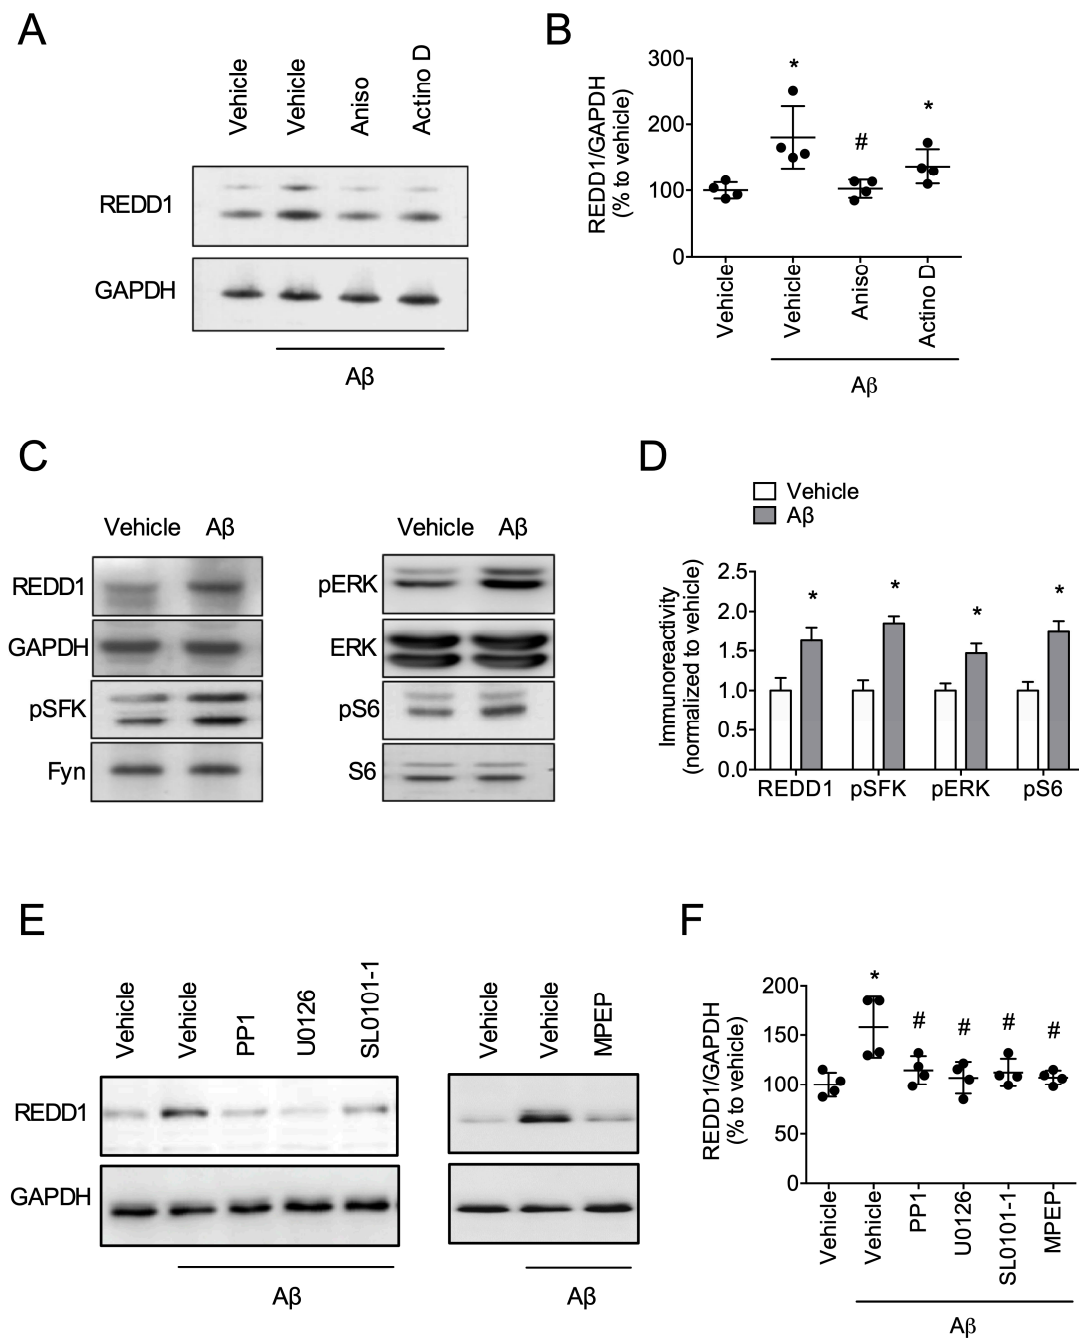 A
Vehicle
Vehicle
Aniso
Actino D
REDD1
GAPDH
Aβ
B
REDD1/GAPDH
(% to vehicle)
300
200
100
0
*
#
*
Vehicle
Vehicle
Aniso
Actino D
Aβ
C
Vehicle Aβ
REDD1
GAPDH
pSFK
Fyn
Vehicle Aβ
pERK
ERK
pS6
S6
D
Vehicle
Aβ
Immunoreactivity
(normalized to vehicle)
2.5
2.0
1.5
1.0
0.5
0.0
*
*
*
*
REDD1 pSFK pERK pS6
E
Vehicle
Vehicle
PP1
U0126
SL0101-1
REDD1
GAPDH
Aβ
Vehicle
Vehicle
MPEP
Aβ
F
REDD1/GAPDH
(% to vehicle)
200
150
100
50
0
*
#
#
#
#
Vehicle
Vehicle
PP1
U0126
SL0101-1
MPEP
Aβ